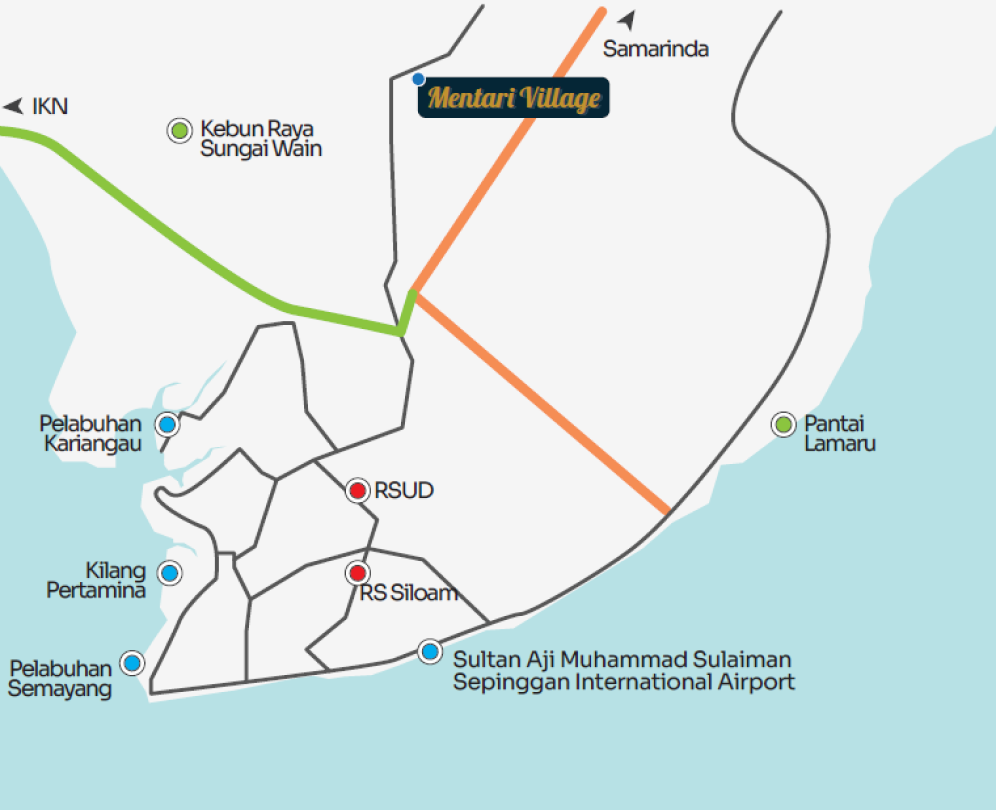 Samarinda
Mentari Village
IKN
Kebun Raya
Sungai Wain
Pelabuhan
Kariangau
Pantai
Lamaru
RSUD
Kilang
Pertamina
RS Siloam
Pelabuhan
Semayang
Sultan Aji Muhammad Sulaiman
Sepinggan International Airport